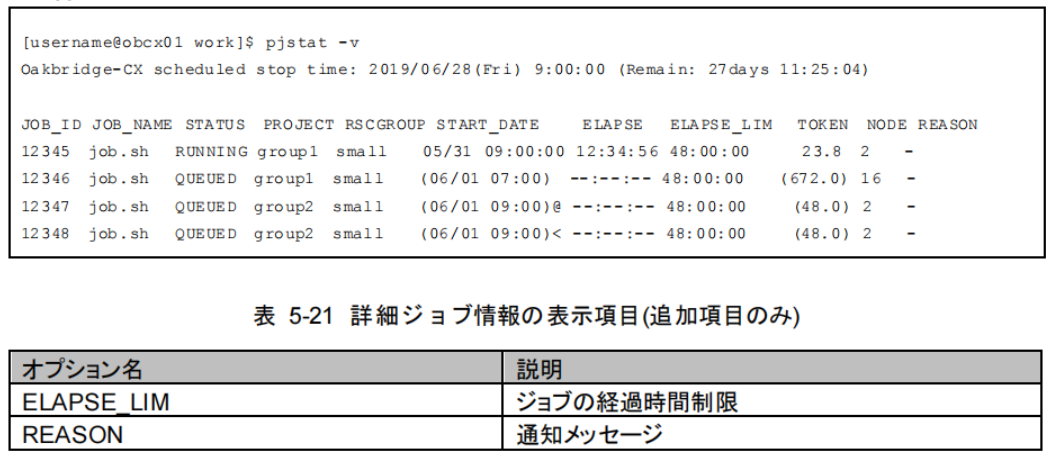 [username@obcx01 work]$ pjstat -v
Oakbridge-CX scheduled stop time: 2019/06/28(Fri) 9:00:00 (Remain: 27days 11:25:04)
JOB_ID JOB_NAME STATUS PROJECT RSCGROUP START_DATE ELAPSE ELAPSE_LIM TOKEN NODE REASON
12345 job.sh RUNNING group1 small 05/31 09:00:00 12:34:56 48:00:00 23.8 2 -
12346 job.sh QUEUED group1 small (06/01 07:00) --:--:-- 48:00:00 (672.0) 16 -
12347 job.sh QUEUED group2 small (06/01 09:00)@ --:--:-- 48:00:00 (48.0) 2 -
12348 job.sh QUEUED group2 small (06/01 09:00)< --:--:-- 48:00:00 (48.0) 2 -
表 5-21 詳細ジョブ情報の表示項目(追加項目のみ)
オプション名 説明
ELAPSE_LIM ジョブの経過時間制限
REASON 通知メッセージ